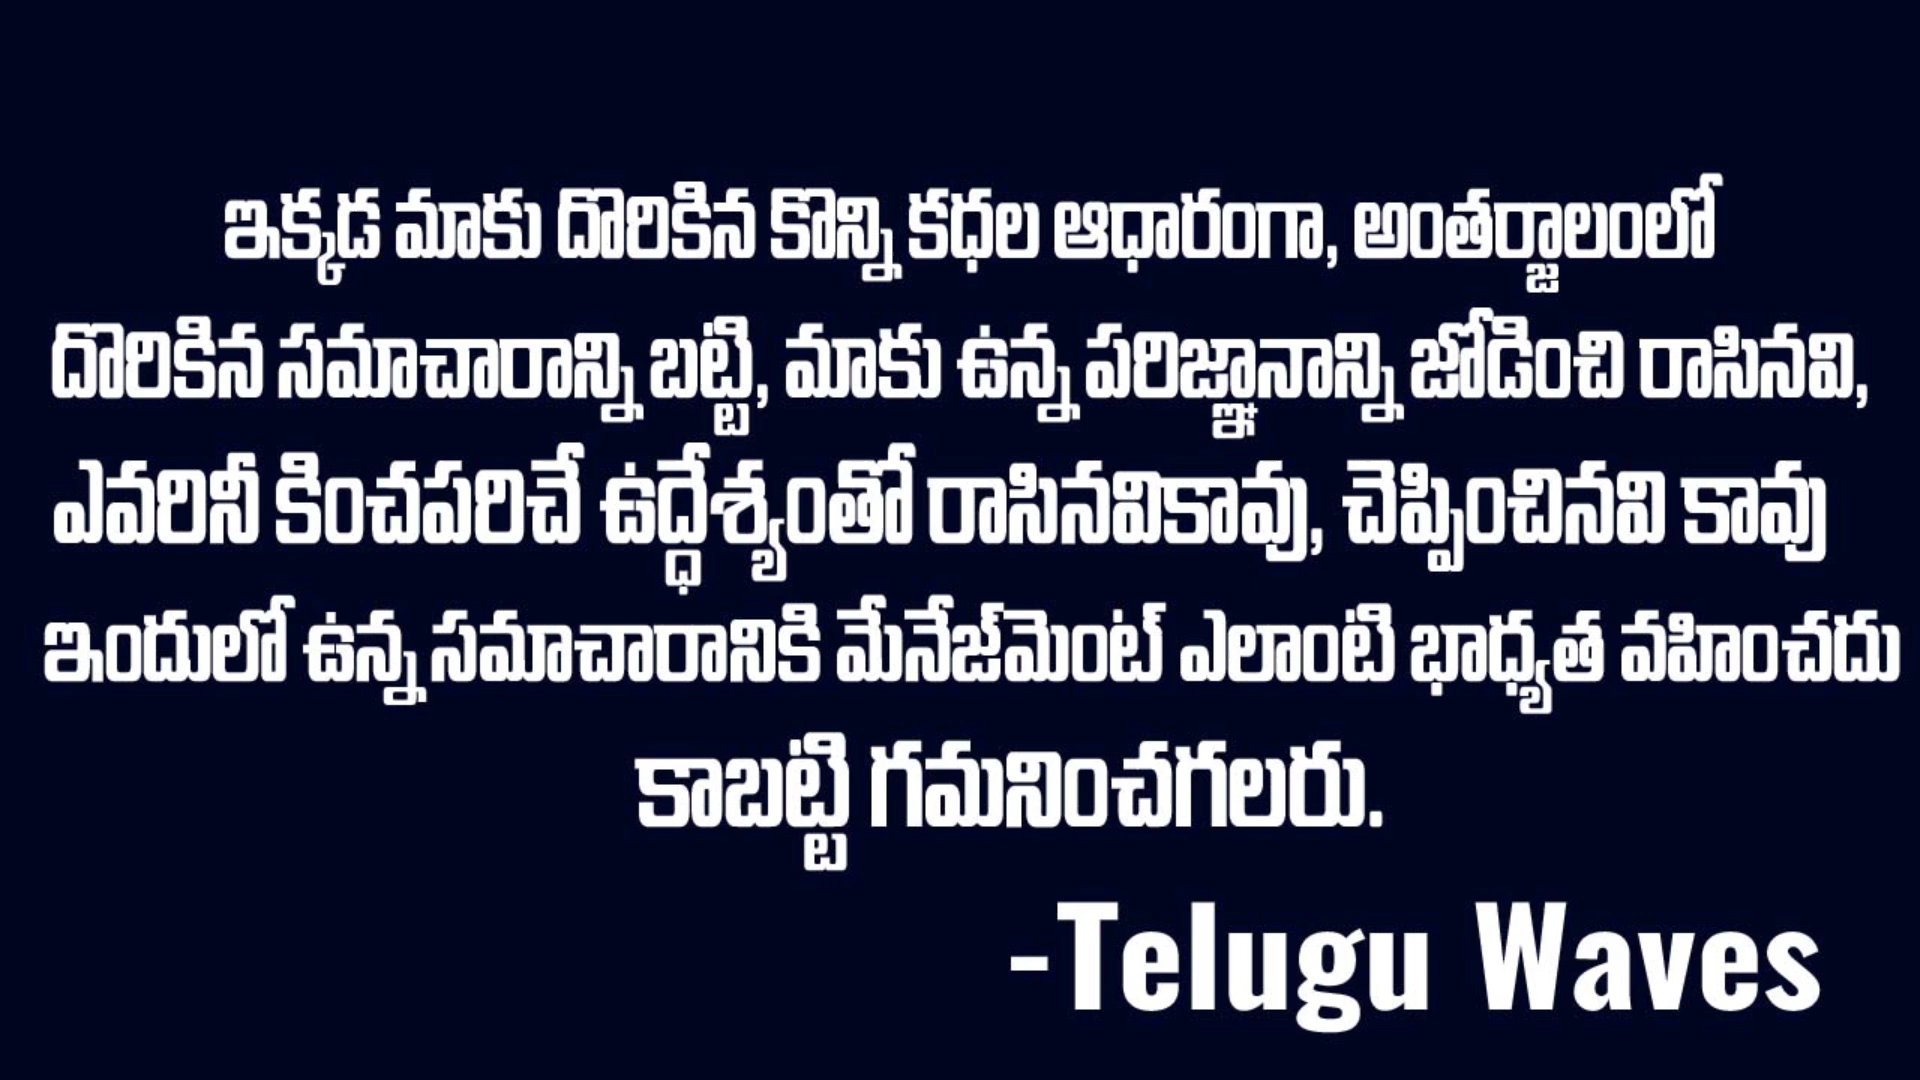 ఇక్కడ మాకు దొరికిన కొన్ని కధల ఆధారంగా, అంతర్జాలంలో
దొరికిన సమాచారాన్ని బట్టి, మాకు ఉన్న పరిజ్ఞానాన్ని జోడించి రాసినవి,
ఎవరినీ కించపరిచే ఉద్ధేశ్యంతో రాసినవికావు, చెప్పించినవి కావు
ఇందులో ఉన్న సమాచారానికి మేనేజ్‌మెంట్ ఎలాంటి భాధ్యత వహించదు
కాబట్టి గమనించగలరు.
-Telugu Waves